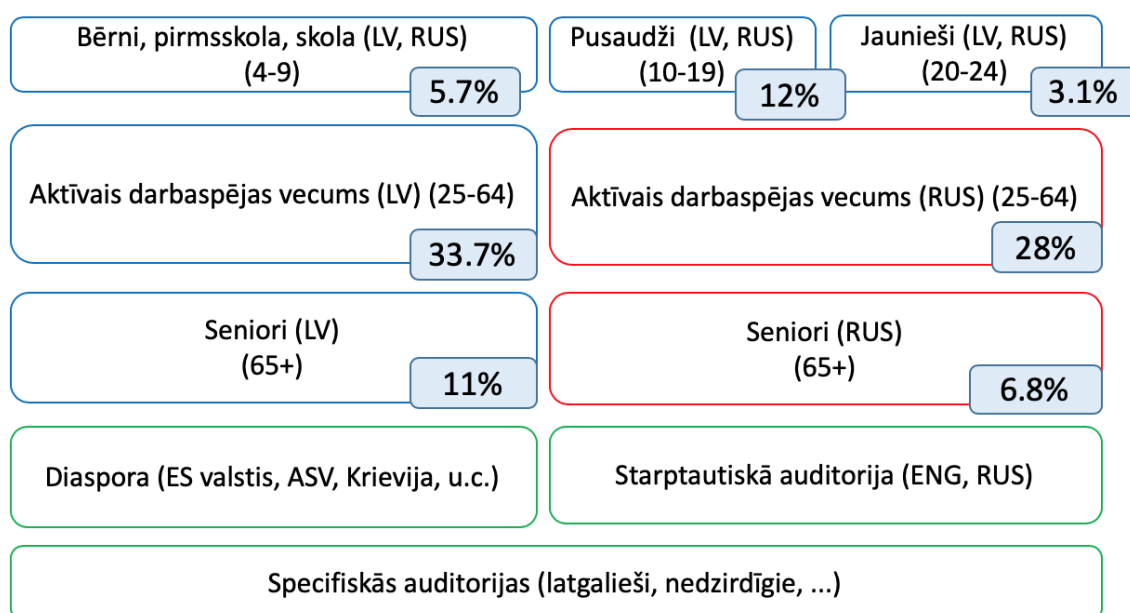 Bērni, pirmsskola, skola (LV, RUS)
(4-9)
5.7%
Pusaudži (LV, RUS)
(10-19)
12%
Jaunieši (LV, RUS)
(20-24)
3.1%
Aktīvais darbaspējas vecums (LV) (25-64)
33.7%
Aktīvais darbaspējas vecums (RUS) (25-64)
28%
Seniori (LV)
(65+)
11%
Seniori (RUS)
(65+)
6.8%
Diaspora (ES valstis, ASV, Krievija, u.c.)
Starptautiskā auditorija (ENG, RUS)
Specifiskās auditorijas (latgalieši, nedzirdīgie, ...)